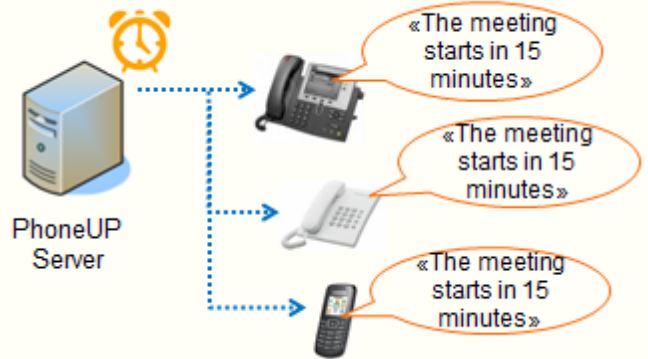 «The meeting
starts in 15
minutes»
«The meeting
starts in 15
minutes»
PhoneUP
Server
«The meeting
starts in 15
minutes»